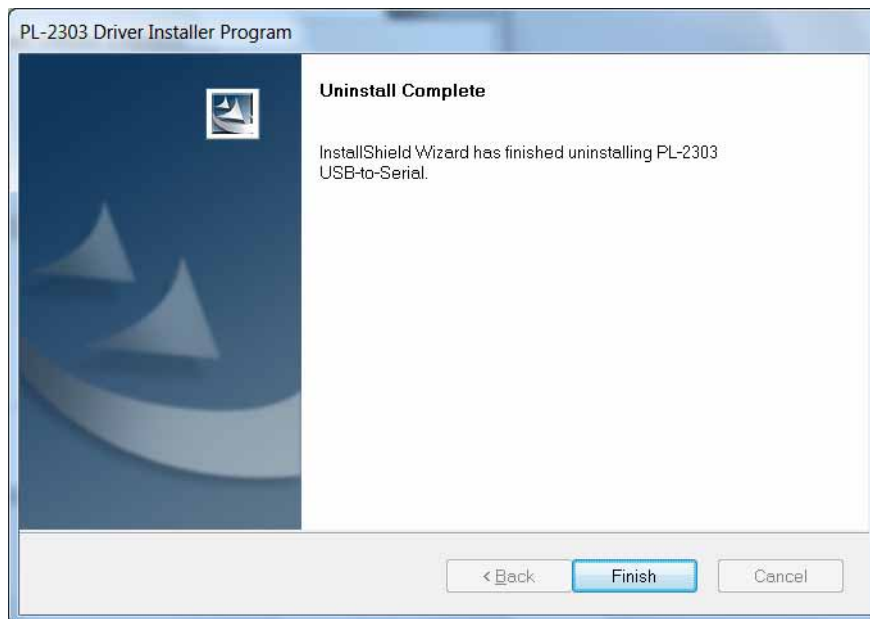 PL-2303 Driver Installer Program
Uninstall Complete
InstallShield Wizard has finished uninstalling PL-2303
USB-to-Serial.
< Back
Finish
Cancel